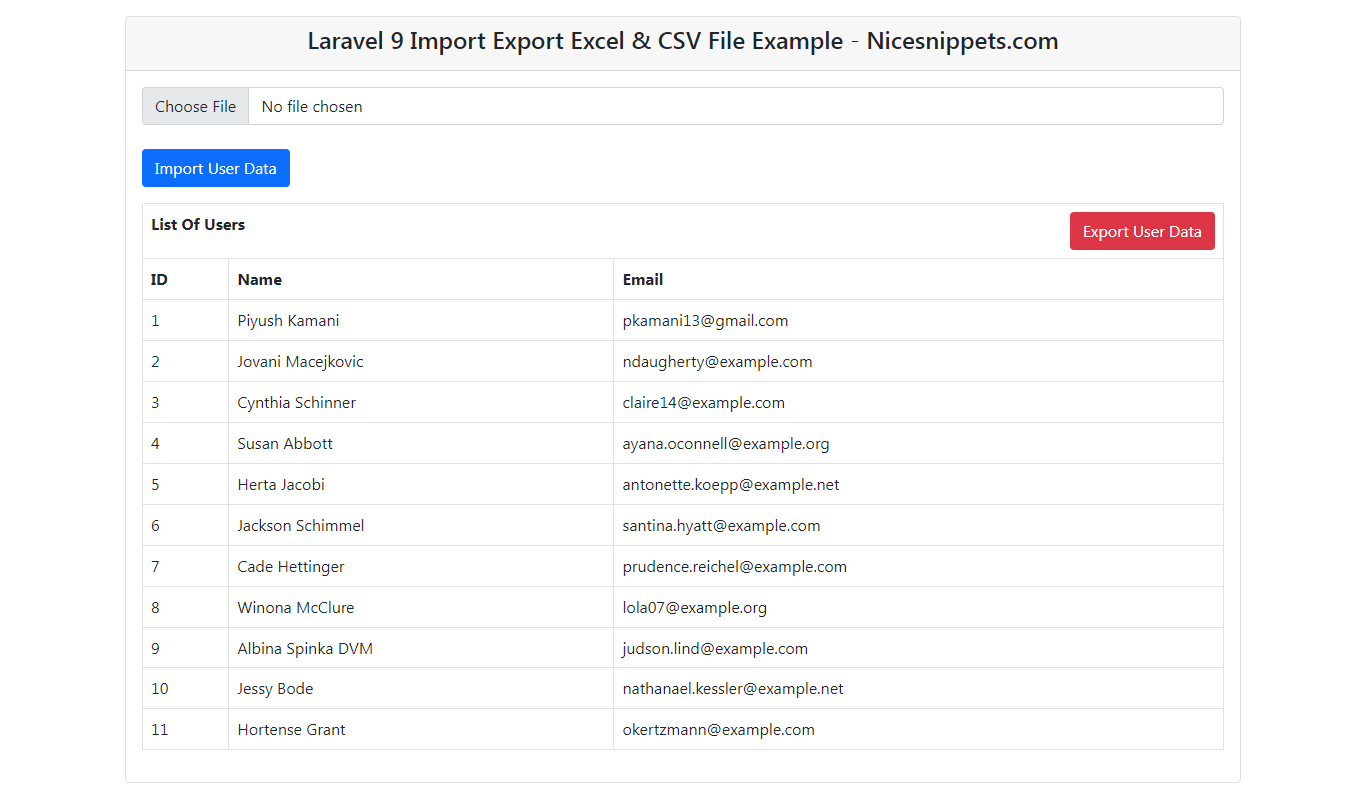 Laravel 9 Import Export Excel & CSV File Example - Nicesnippets.com
Choose File No file chosen
Import User Data
List Of Users Export User Data
ID Name Email
1 Piyush Kamani pkamani13@gmail.com
2 Jovani Macejkovic ndaugherty@example.com
3 Cynthia Schinner claire14@example.com
4 Susan Abbott ayana.oconnell@example.org
5 Herta Jacobi antonette.koepp@example.net
6 Jackson Schimmel santina.hyatt@example.com
7 Cade Hettinger prudence.reichel@example.com
8 Winona McClure lola07@example.org
9 Albina Spinka DVM judson.lind@example.com
10 Jessy Bode nathanael.kessler@example.net
11 Hortense Grant okertzmann@example.com